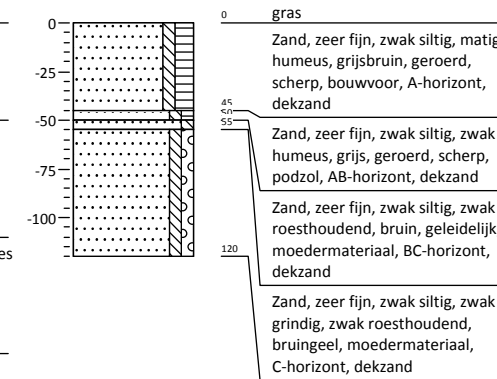 0
gras
0
Zand, zeer fijn, zwak siltig, matig
humeus, grijsbruin, geroerd,
scherp, bouwvoor, A-horizont,
dekzand
-25
45
50
55
-50
Zand, zeer fijn, zwak siltig, zwak
humeus, grijs, geroerd, scherp,
podzol, AB-horizont, dekzand
-75
Zand, zeer fijn, zwak siltig, zwak
roesthoudend, bruin, geleidelijk
moedermateriaal, BC-horizont,
dekzand
-100
es
120
Zand, zeer fijn, zwak siltig, zwak
grindig, zwak roesthoudend,
bruingeel, moedermateriaal,
C-horizont, dekzand